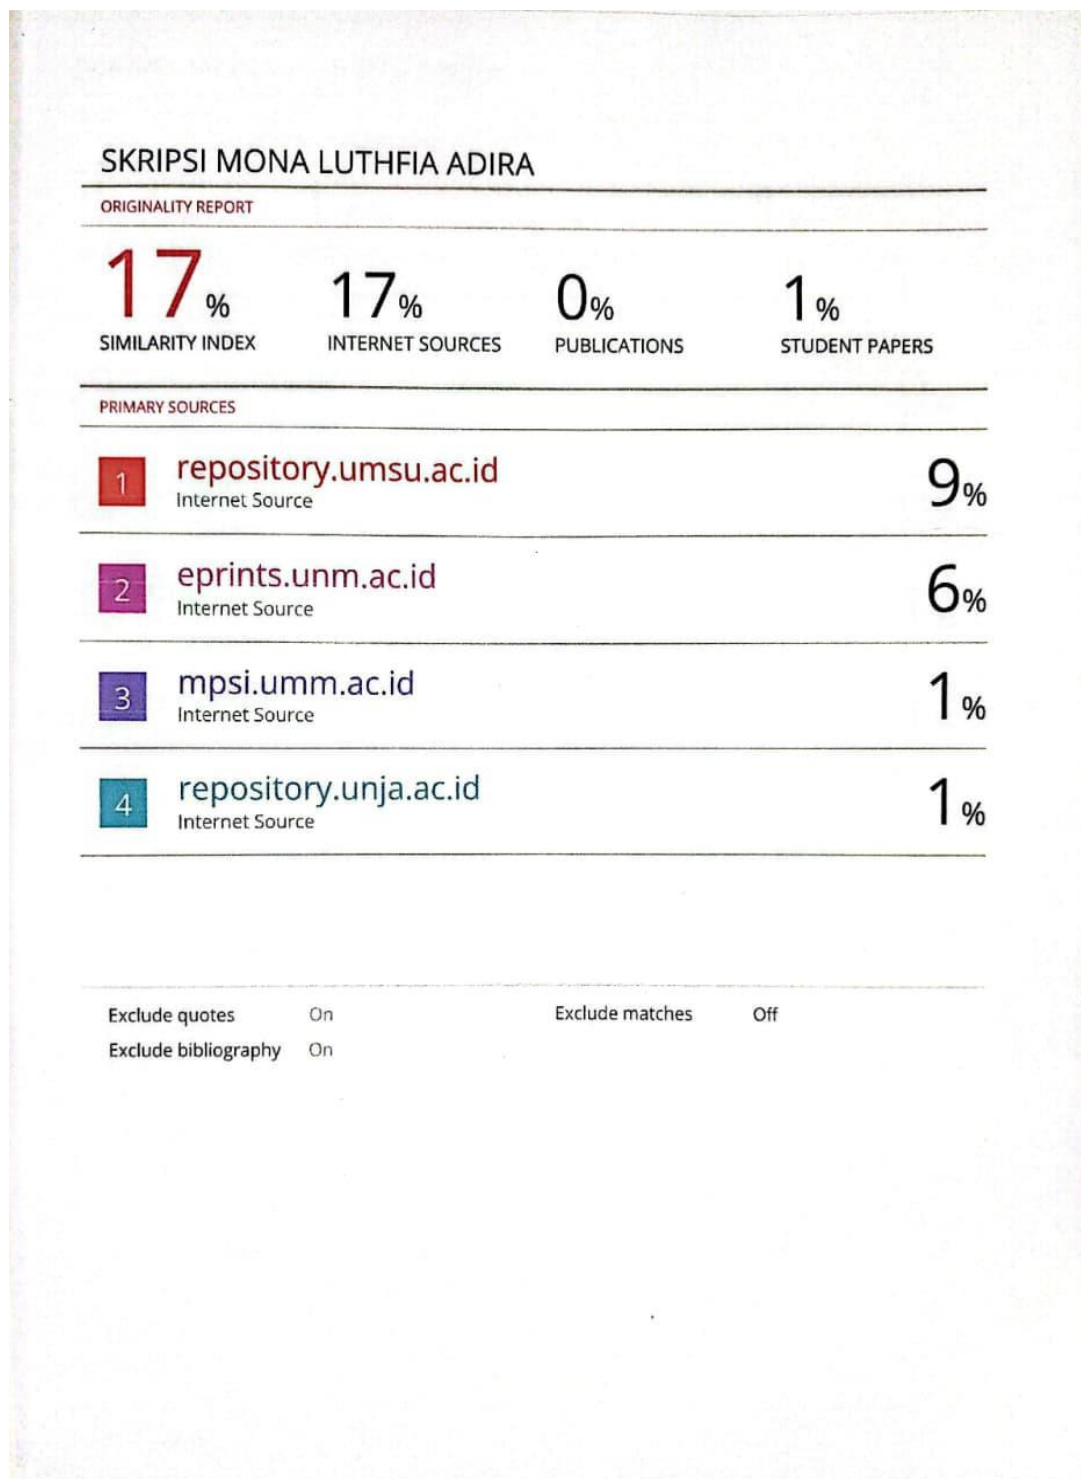 SKRIPSI MONA LUTHFIA ADIRA
ORIGINALITY REPORT
17% 17% 0% 1%
SIMILARITY INDEX INTERNET SOURCES PUBLICATIONS STUDENT PAPERS
PRIMARY SOURCES
1 repository.umsu.ac.id 9%
Internet Source
2 eprints.unm.ac.id 6%
Internet Source
3 mpsi.umm.ac.id 1%
Internet Source
4 repository.unja.ac.id 1%
Internet Source
Exclude quotes On Exclude matches Off
Exclude bibliography On